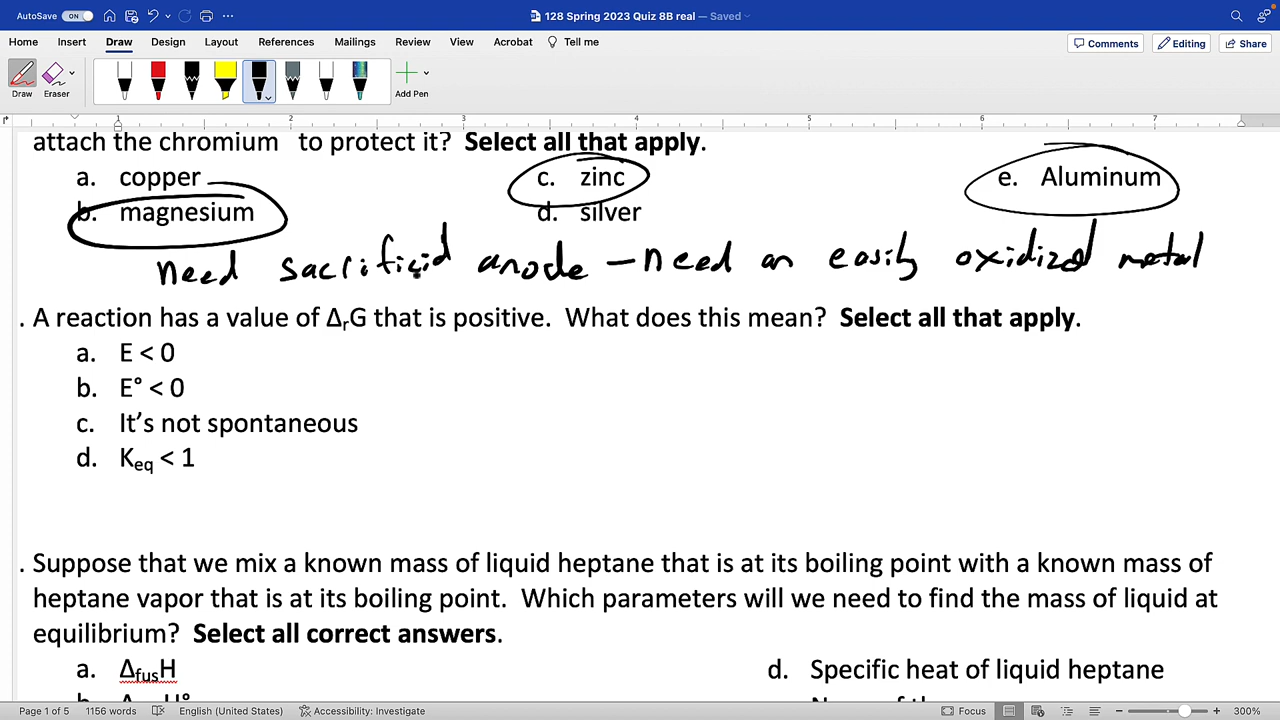 AutoSave ON 128 Spring 2023 Quiz 8B real — Saved
Home Insert Draw Design Layout References Mailings Review View Acrobat Tell me Comments Editing Share
Draw Eraser Add Pen
1 2 3 4 5 6 7
attach the chromium to protect it? Select all that apply.
a. copper c. zinc e. Aluminum
b. magnesium d. silver
need sacrificial anode – need an easily oxidized metal
. A reaction has a value of ΔrG that is positive. What does this mean? Select all that apply.
a. E < 0
b. E° < 0
c. It’s not spontaneous
d. Keq < 1
. Suppose that we mix a known mass of liquid heptane that is at its boiling point with a known mass of
heptane vapor that is at its boiling point. Which parameters will we need to find the mass of liquid at
equilibrium? Select all correct answers.
a. ΔfusH d. Specific heat of liquid heptane
Page 1 of 5 1156 words English (United States) Accessibility: Investigate Focus 300%